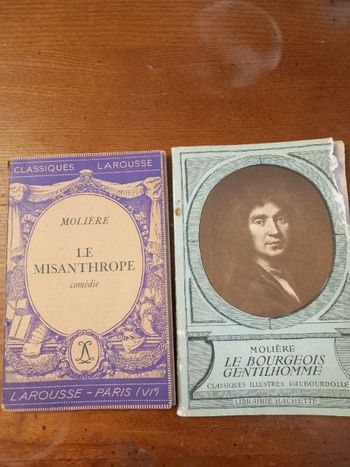 CLASSIQUES LAROUSSE
MOLIÈRE
LE
MISANTHROPE
comédie
LAROUSSE - PARIS (VIe)
MOLIÈRE
LE BOURGEOIS
GENTILHOMME
CLASSIQUES ILLUSTRÉS VAUBOURDOLLE
LIBRAIRIE HACHETTE